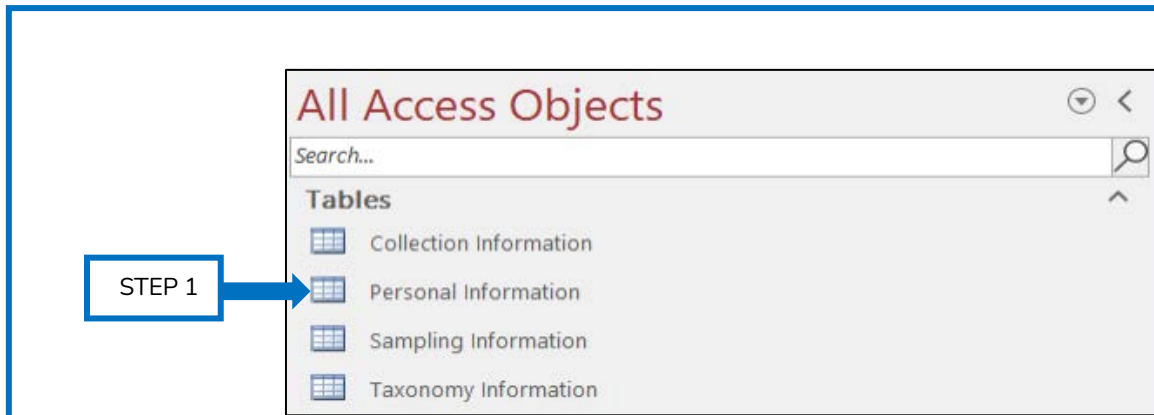 All Access Objects
Search...
Tables
Collection Information
STEP 1
Personal Information
Sampling Information
Taxonomy Information